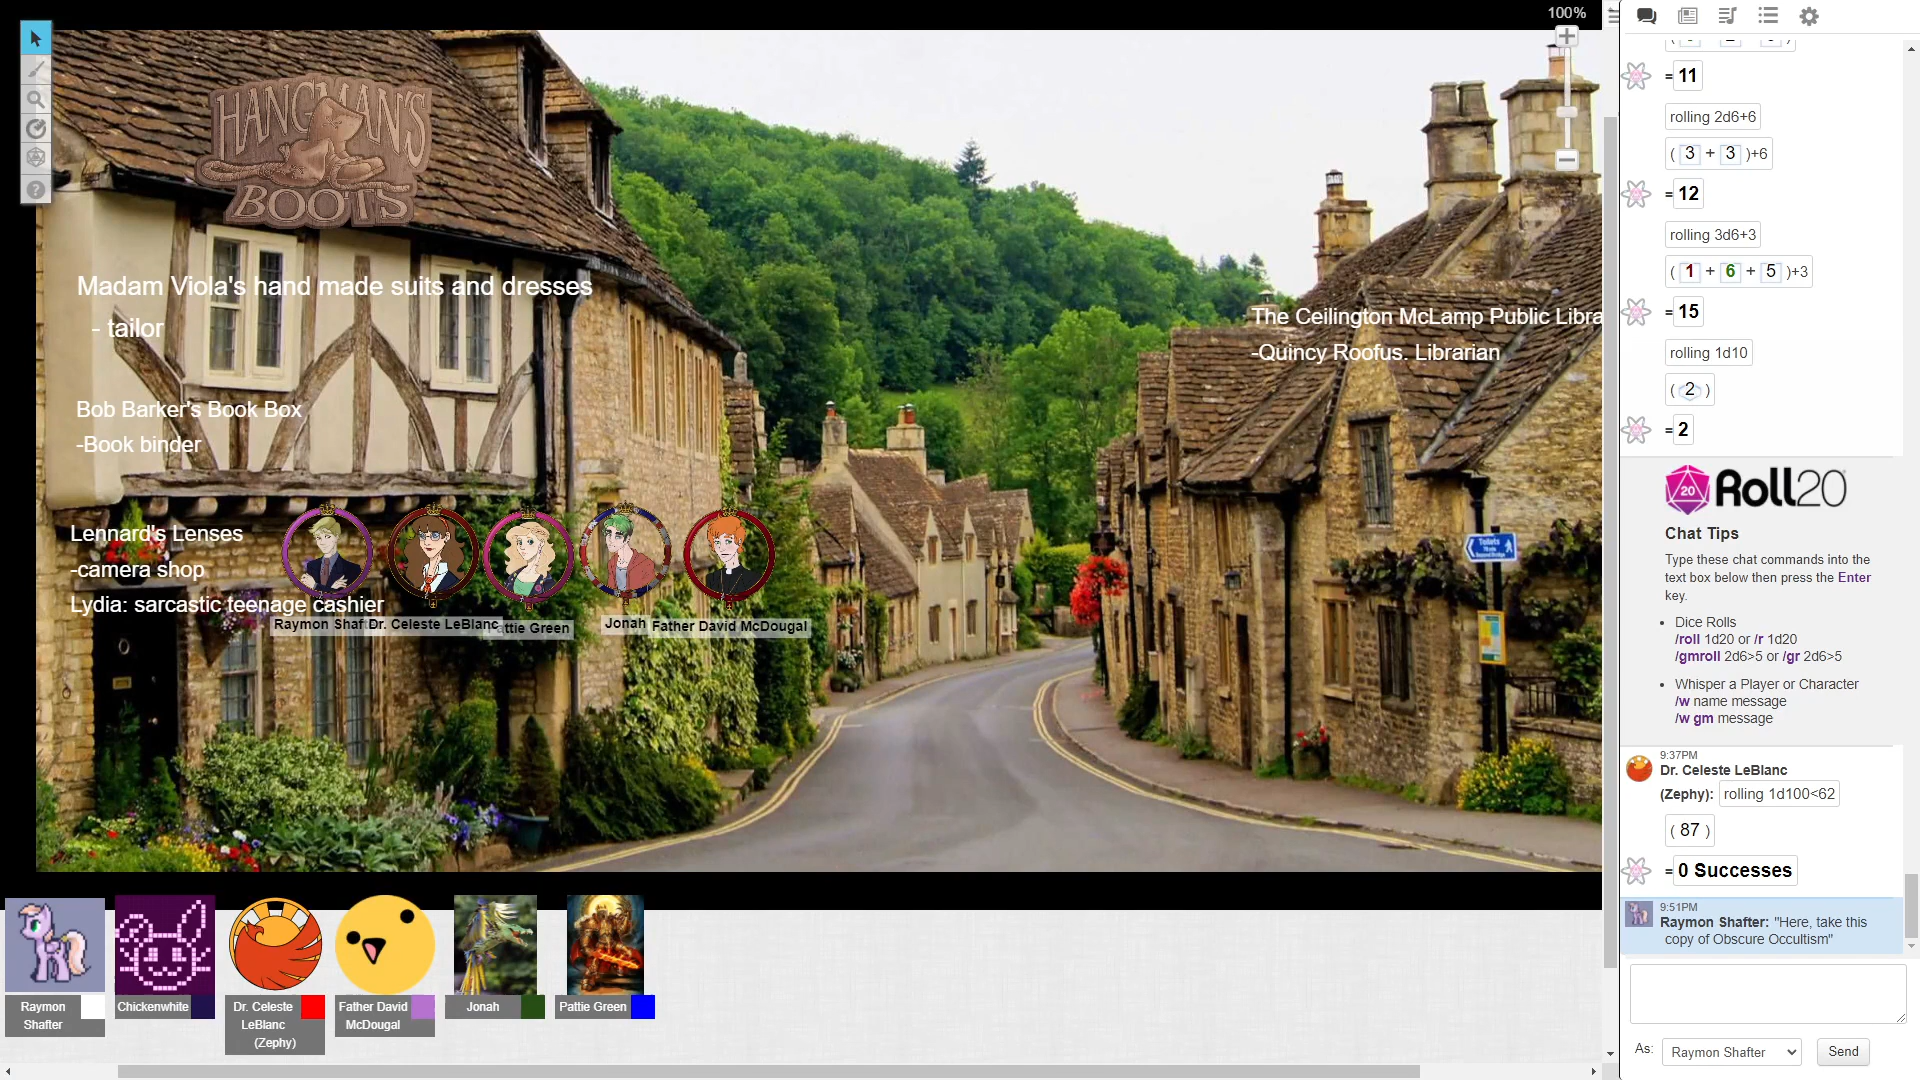 100%
HANGMAN'S
BOOTS
Madam Viola's hand made suits and dresses
- tailor
Bob Barker's Book Box
-Book binder
Lennard's Lenses
-camera shop
Lydia: sarcastic teenage cashier
Raymon Shaf
Dr. Celeste LeBlanc
attie Green
Jonah
Father David McDougal
The Ceilington McLamp Public Libra
-Quincy Roofus. Librarian
Toilets
?
Raymon
Shafter
Chickenwhite
Dr. Celeste
LeBlanc
(Zephy)
Father David
McDougal
Jonah
Pattie Green
=11
rolling 2d6+6
( 3 + 3 )+6
=12
rolling 3d6+3
( 1 + 6 + 5 )+3
=15
rolling 1d10
( 2 )
=2
20 Roll20
Chat Tips
Type these chat commands into the
text box below then press the Enter
key.
• Dice Rolls
/roll 1d20 or /r 1d20
/gmroll 2d6>5 or /gr 2d6>5
• Whisper a Player or Character
/w name message
/w gm message
9:37PM
Dr. Celeste LeBlanc
(Zephy): rolling 1d100<62
( 87 )
=0 Successes
9:51PM
Raymon Shafter: "Here, take this
copy of Obscure Occultism"
As: Raymon Shafter
Send